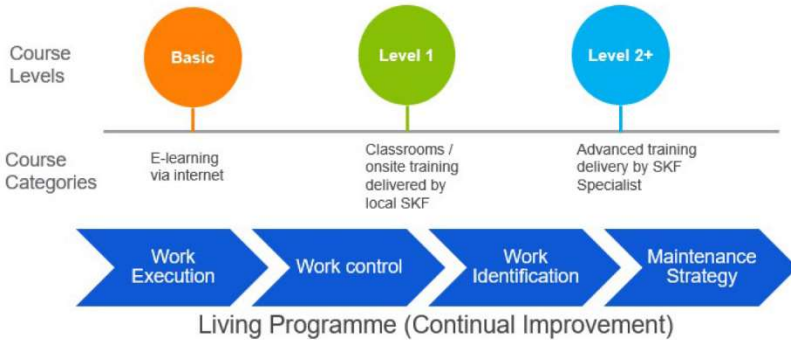 Course
Levels
Basic
Level 1
Level 2+
Course
Categories
E-learning
via internet
Classrooms /
onsite training
delivered by
local SKF
Advanced training
delivery by SKF
Specialist
Work
Execution
Work control
Work
Identification
Maintenance
Strategy
Living Programme (Continual Improvement)